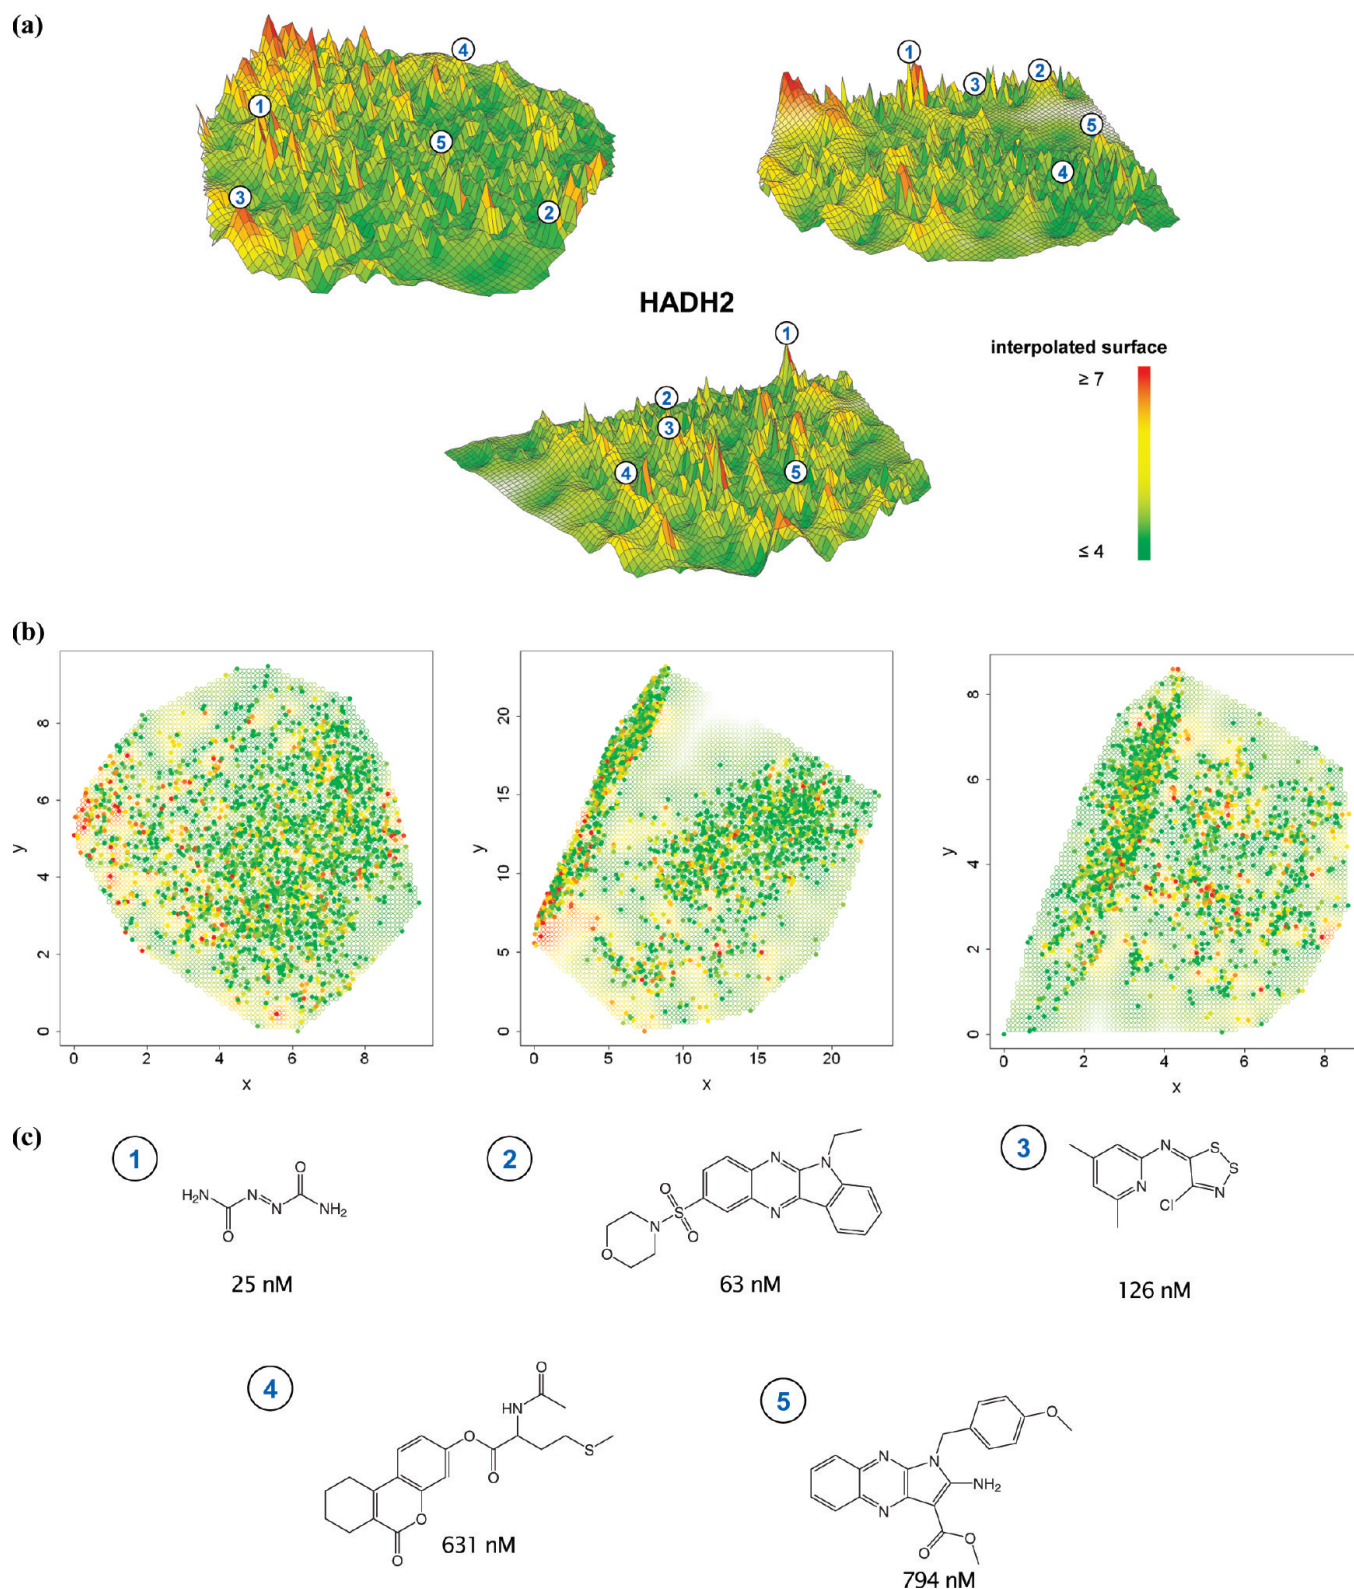 (a)
4
1
5
3
2
1
2
3
5
4
HADH2
1
2
3
4
5
interpolated surface
≥ 7
≤ 4
(b)
8
6
4
2
0
y
0 2 4 6 8
x
20
15
10
5
0
y
0 5 10 15 20
x
8
6
4
2
0
y
0 2 4 6 8
x
(c)
1
O
H₂N N N NH₂
O
25 nM
2
N N
O N
N S O
O
63 nM
3
N S
S
N
Cl N
126 nM
4
O
HN
O
S
O
O
O
631 nM
5
O
N N
NH₂
N
O O
794 nM